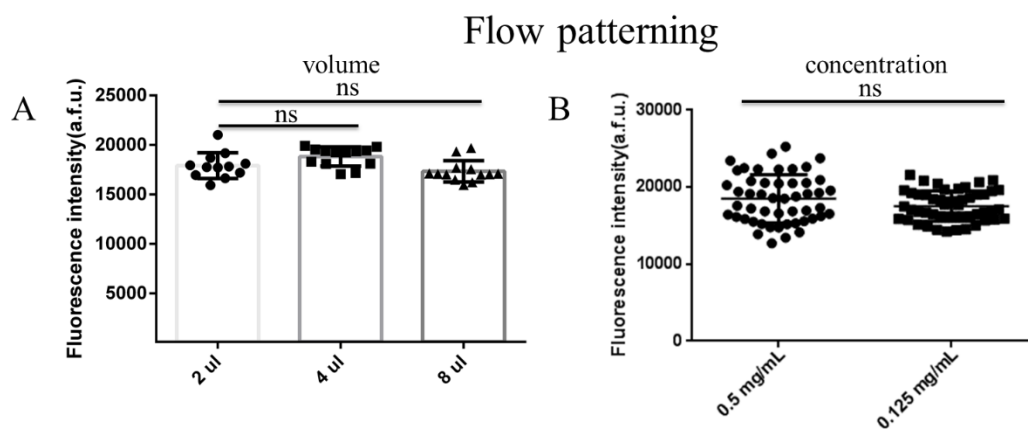 Flow patterning
A
volume
ns
ns
Fluorescence intensity(a.f.u.)
25000
20000
15000
10000
5000
2 ul
4 ul
8 ul
B
concentration
ns
Fluorescence intensity(a.f.u.)
30000
20000
10000
0
0.5 mg/mL
0.125 mg/mL